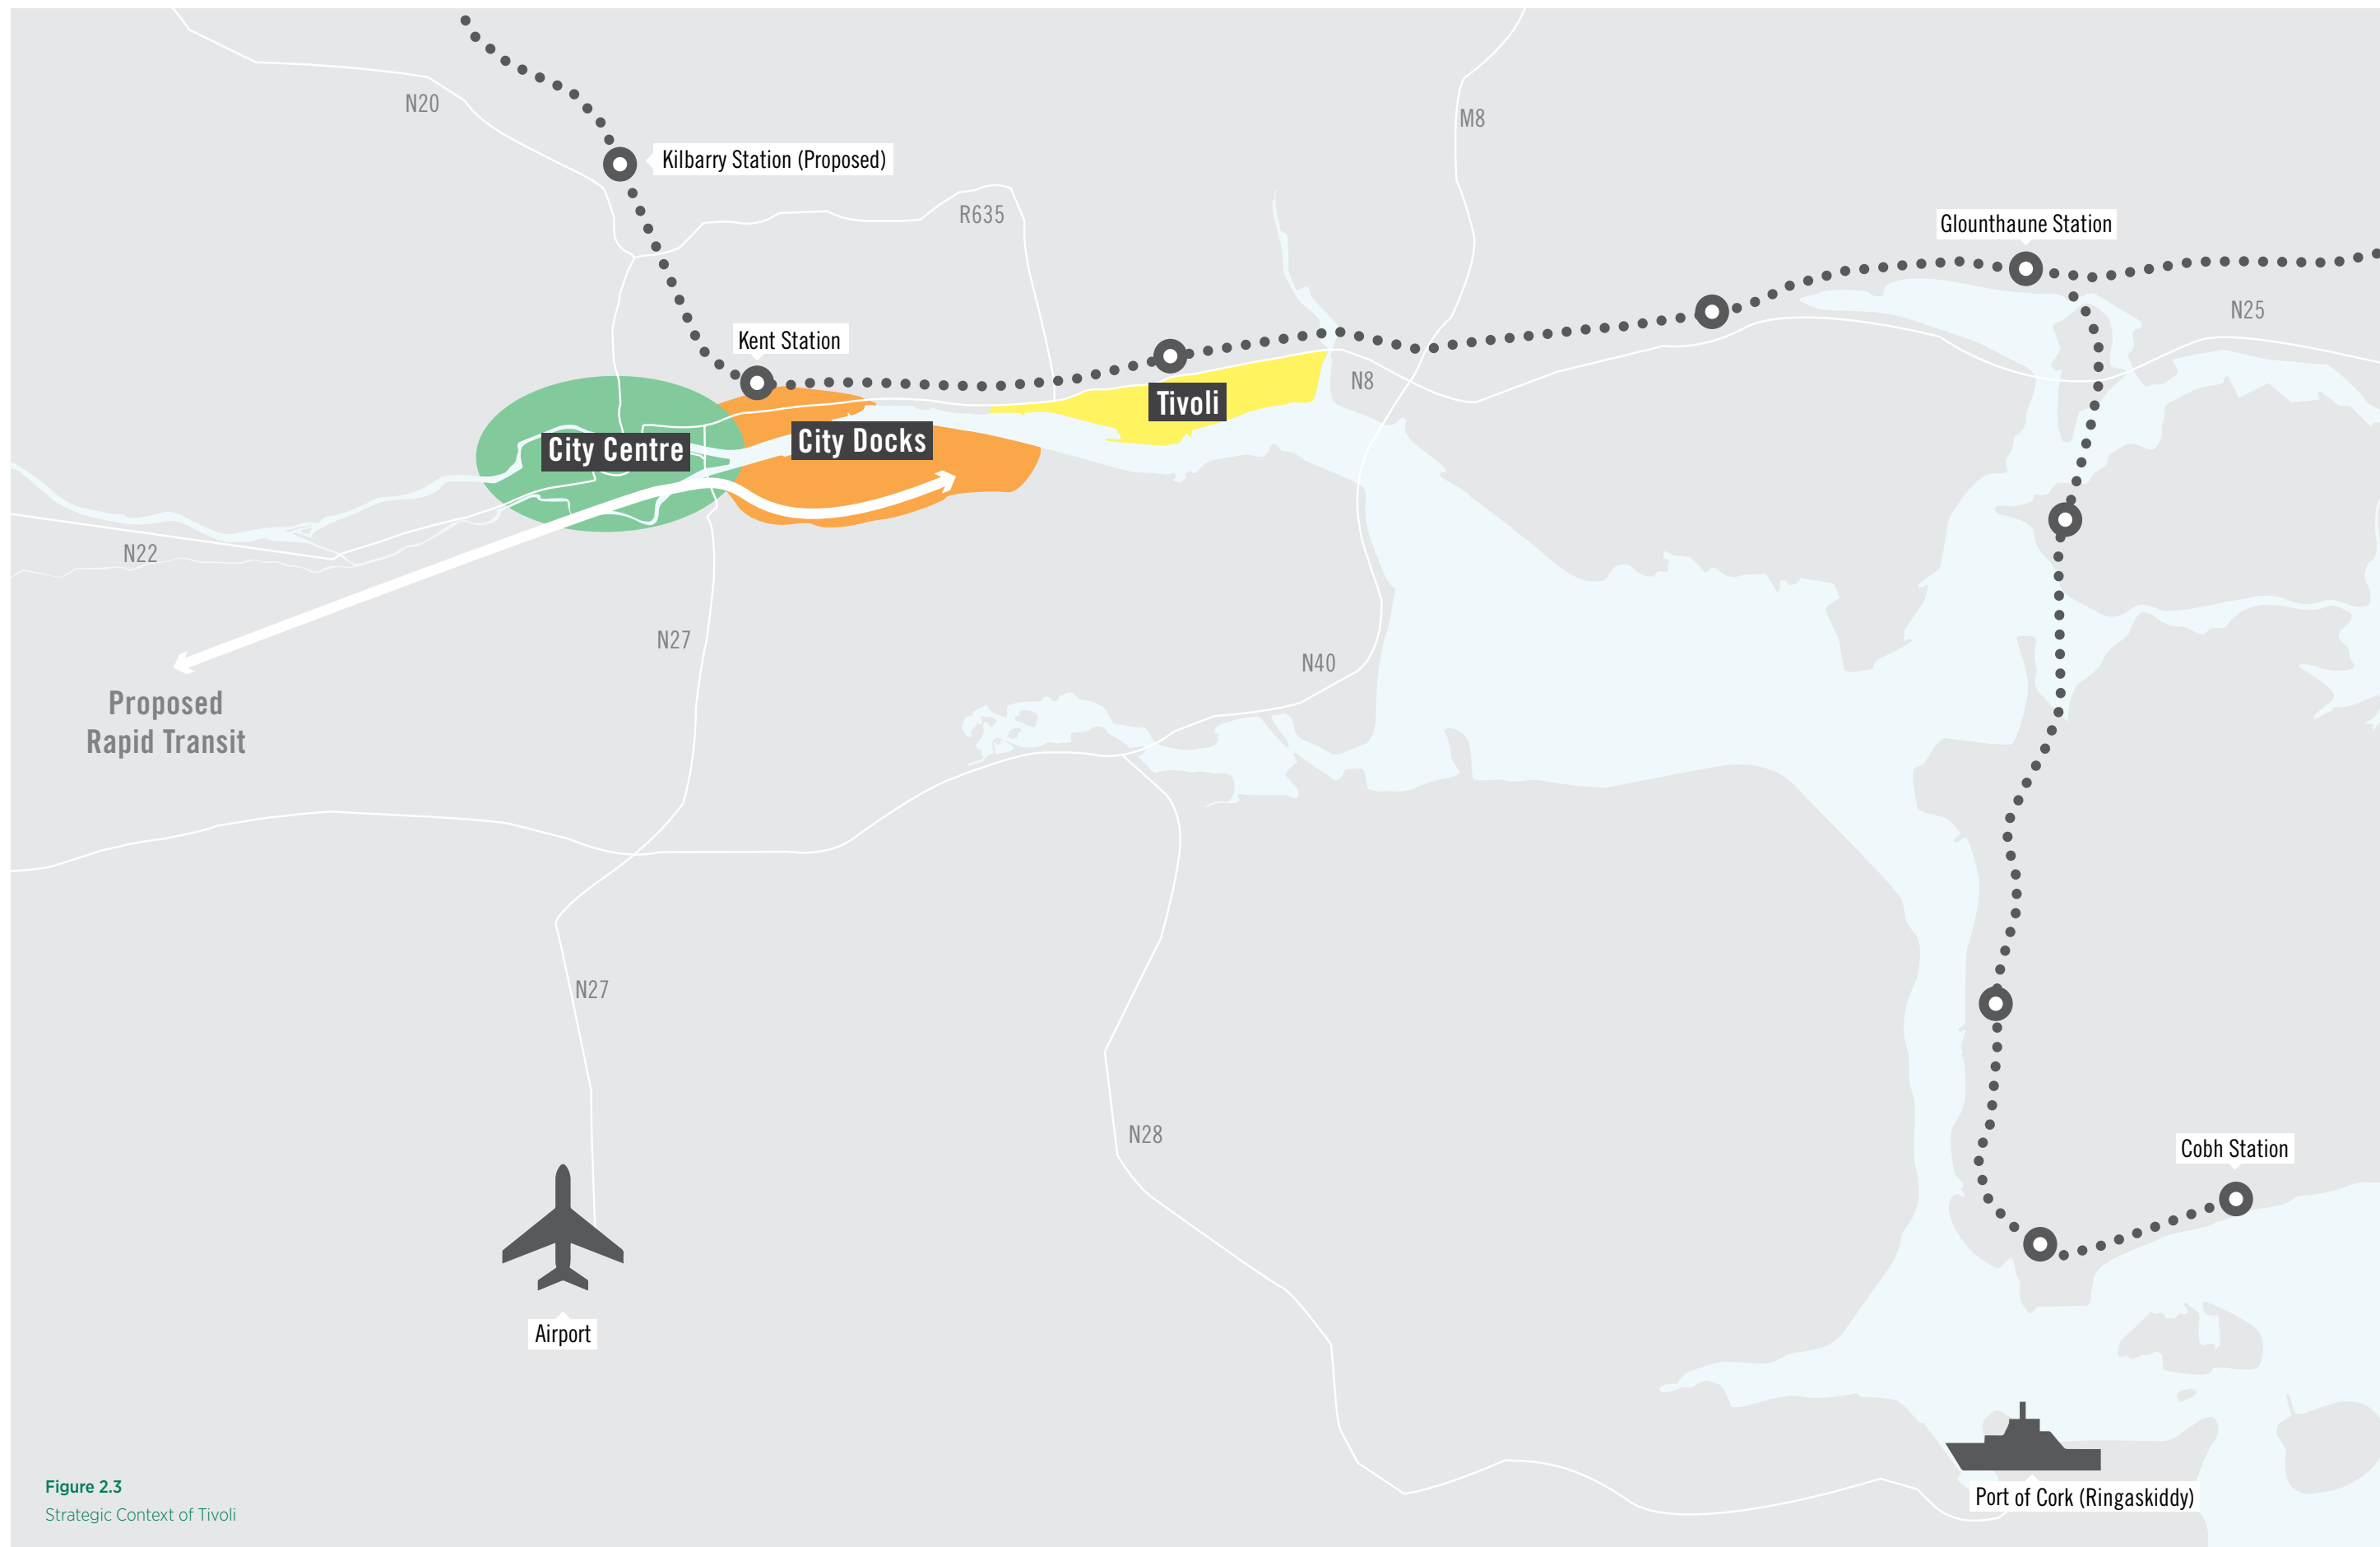 N20
M8
Kilbarry Station (Proposed)
R635
Glounthaune Station
N25
Kent Station
N8
Tivoli
City Docks
City Centre
N22
N27
N40
Proposed
Rapid Transit
N27
N28
Cobh Station
Airport
Figure 2.3
Port of Cork (Ringaskiddy)
Strategic Context of Tivoli